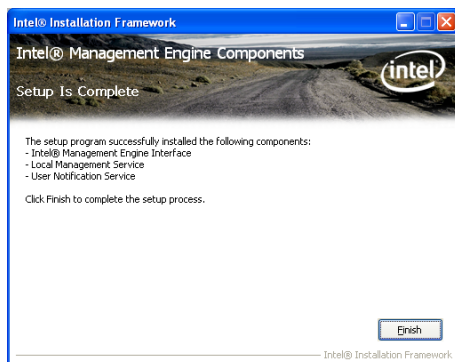 Intel® Installation Framework
Intel® Management Engine Components
intel®
Setup Is Complete
The setup program successfully installed the following components:
- Intel® Management Engine Interface
- Local Management Service
- User Notification Service
Click Finish to complete the setup process.
Finish
Intel® Installation Framework